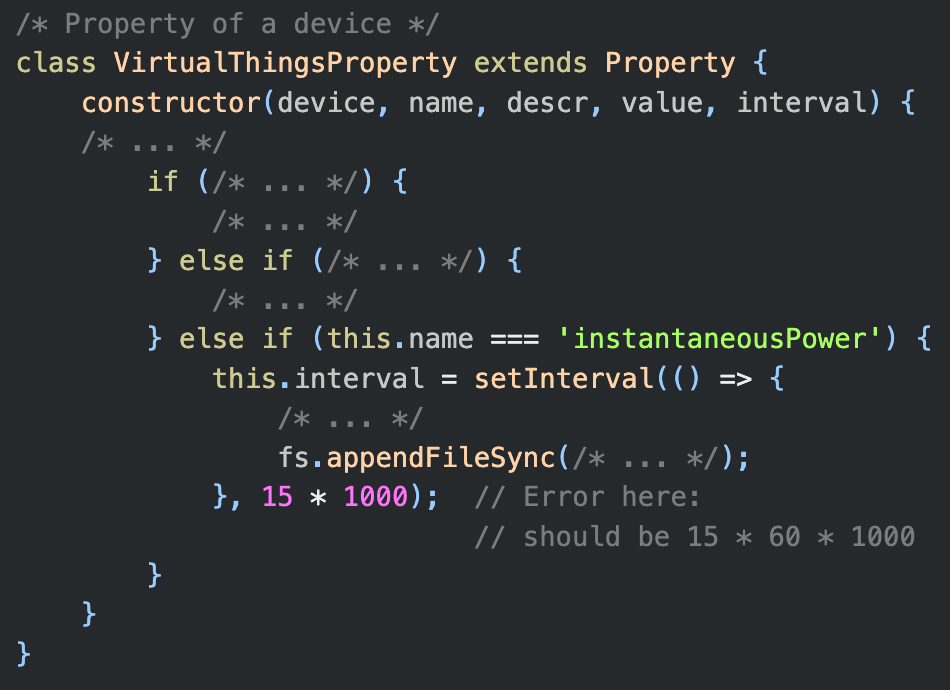 /* Property of a device */
class VirtualThingsProperty extends Property {
    constructor(device, name, descr, value, interval) {
    /* ... */
        if (/* ... */) {
            /* ... */
        } else if (/* ... */) {
            /* ... */
        } else if (this.name === 'instantaneousPower') {
            this.interval = setInterval(() => {
                /* ... */
                fs.appendFileSync(/* ... */);
            }, 15 * 1000);  // Error here:
                            // should be 15 * 60 * 1000
        }
    }
}